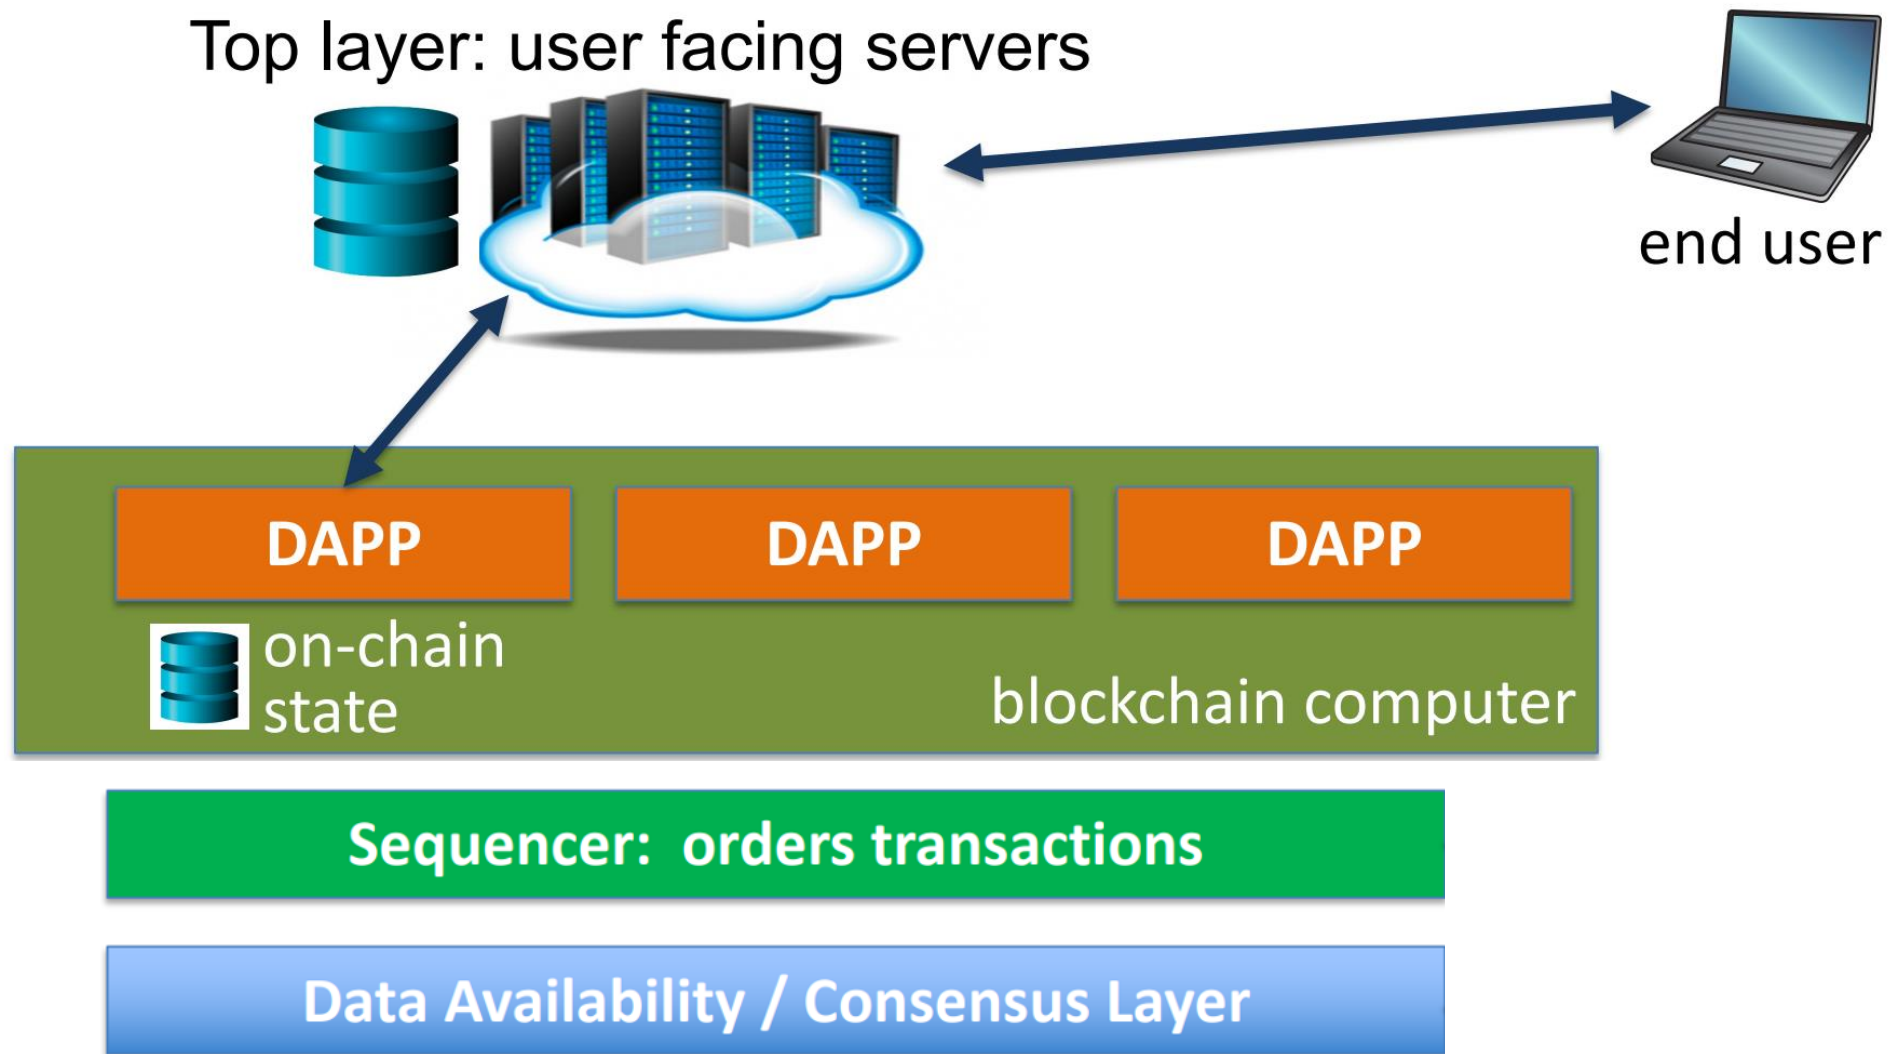 Top layer: user facing servers
end user
DAPP
DAPP
DAPP
on-chain
state
blockchain computer
Sequencer: orders transactions
Data Availability / Consensus Layer